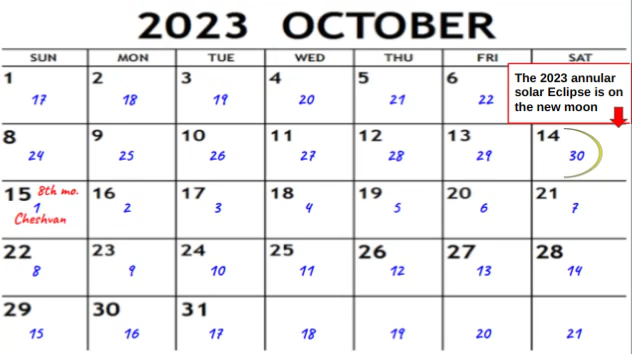 2023 OCTOBER
SUN MON TUE WED THU FRI SAT
The 2023 annular
solar Eclipse is on
the new moon
1 2 3 4 5 6
17 18 19 20 21 22
8 9 10 11 12 13 14
24 25 26 27 28 29 30
15 8th mo. 16 17 18 19 20 21
1 2 3 4 5 6 7
Cheshvan
22 23 24 25 26 27 28
8 9 10 11 12 13 14
29 30 31
15 16 17 18 19 20 21